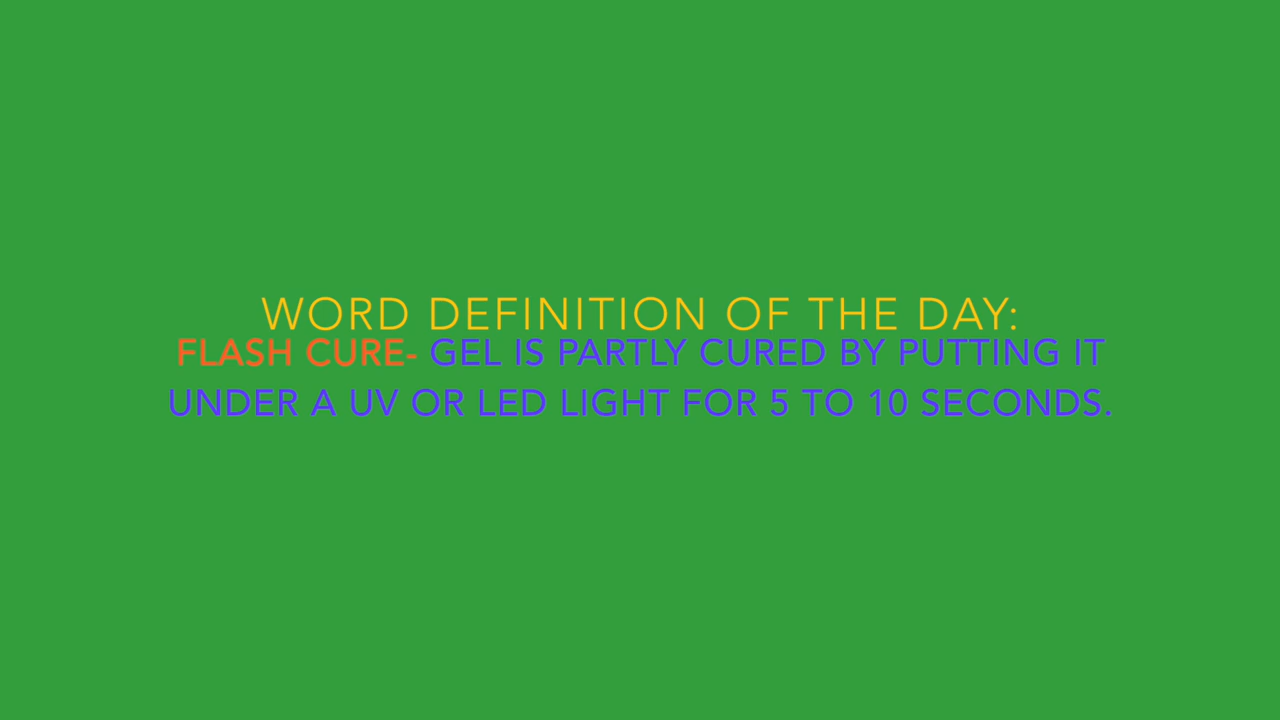 WORD DEFINITION OF THE DAY:
FLASH CURE- GEL IS PARTLY CURED BY PUTTING IT
UNDER A UV OR LED LIGHT FOR 5 TO 10 SECONDS.